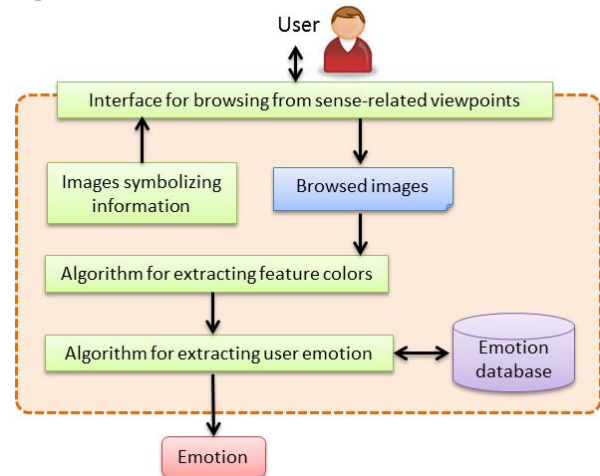 User
Interface for browsing from sense-related viewpoints
Images symbolizing
information
Browsed images
Algorithm for extracting feature colors
Algorithm for extracting user emotion
Emotion
database
Emotion